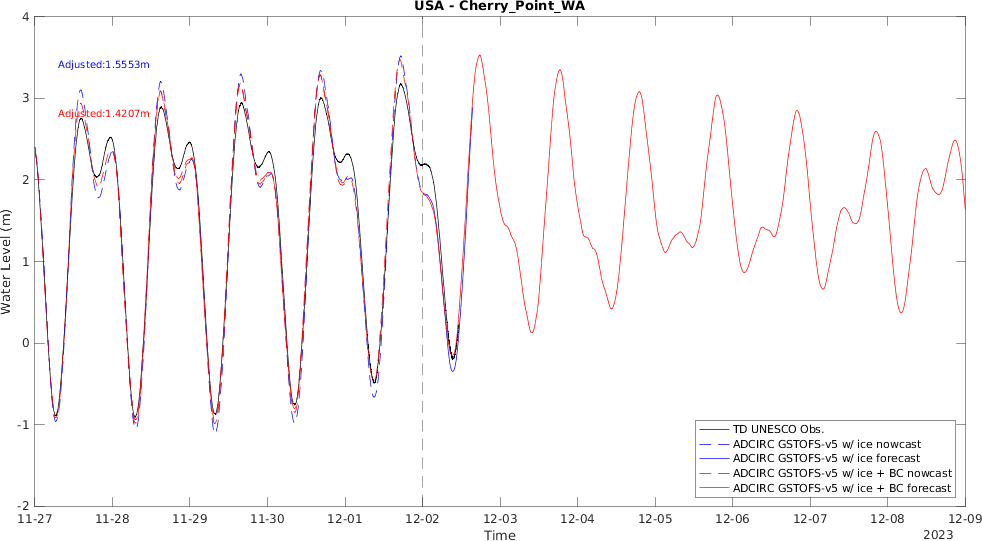 USA - Cherry_Point_WA
4
Adjusted:1.5553m
3
Adjusted:1.4207m
2
1
0
-1
-2
Water Level (m)
TD UNESCO Obs.
ADCIRC GSTOFS-v5 w/ ice nowcast
ADCIRC GSTOFS-v5 w/ ice forecast
ADCIRC GSTOFS-v5 w/ ice + BC nowcast
ADCIRC GSTOFS-v5 w/ ice + BC forecast
11-27 11-28 11-29 11-30 12-01 12-02 12-03 12-04 12-05 12-06 12-07 12-08 12-09
Time
2023